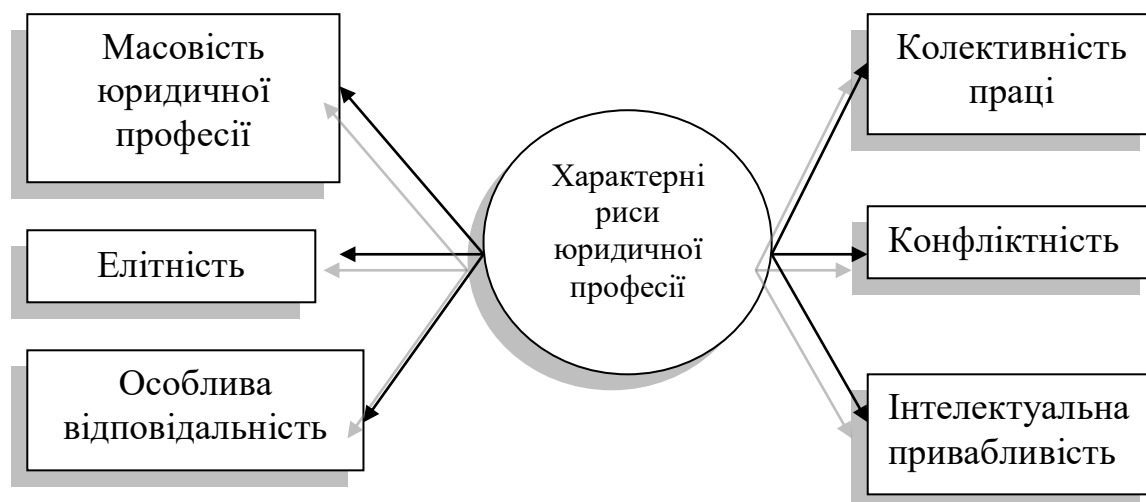 Масовість
юридичної
професії
Елітність
Особлива
відповідальність
Характерні
риси
юридичної
професії
Колективність
праці
Конфліктність
Інтелектуальна
привабливість